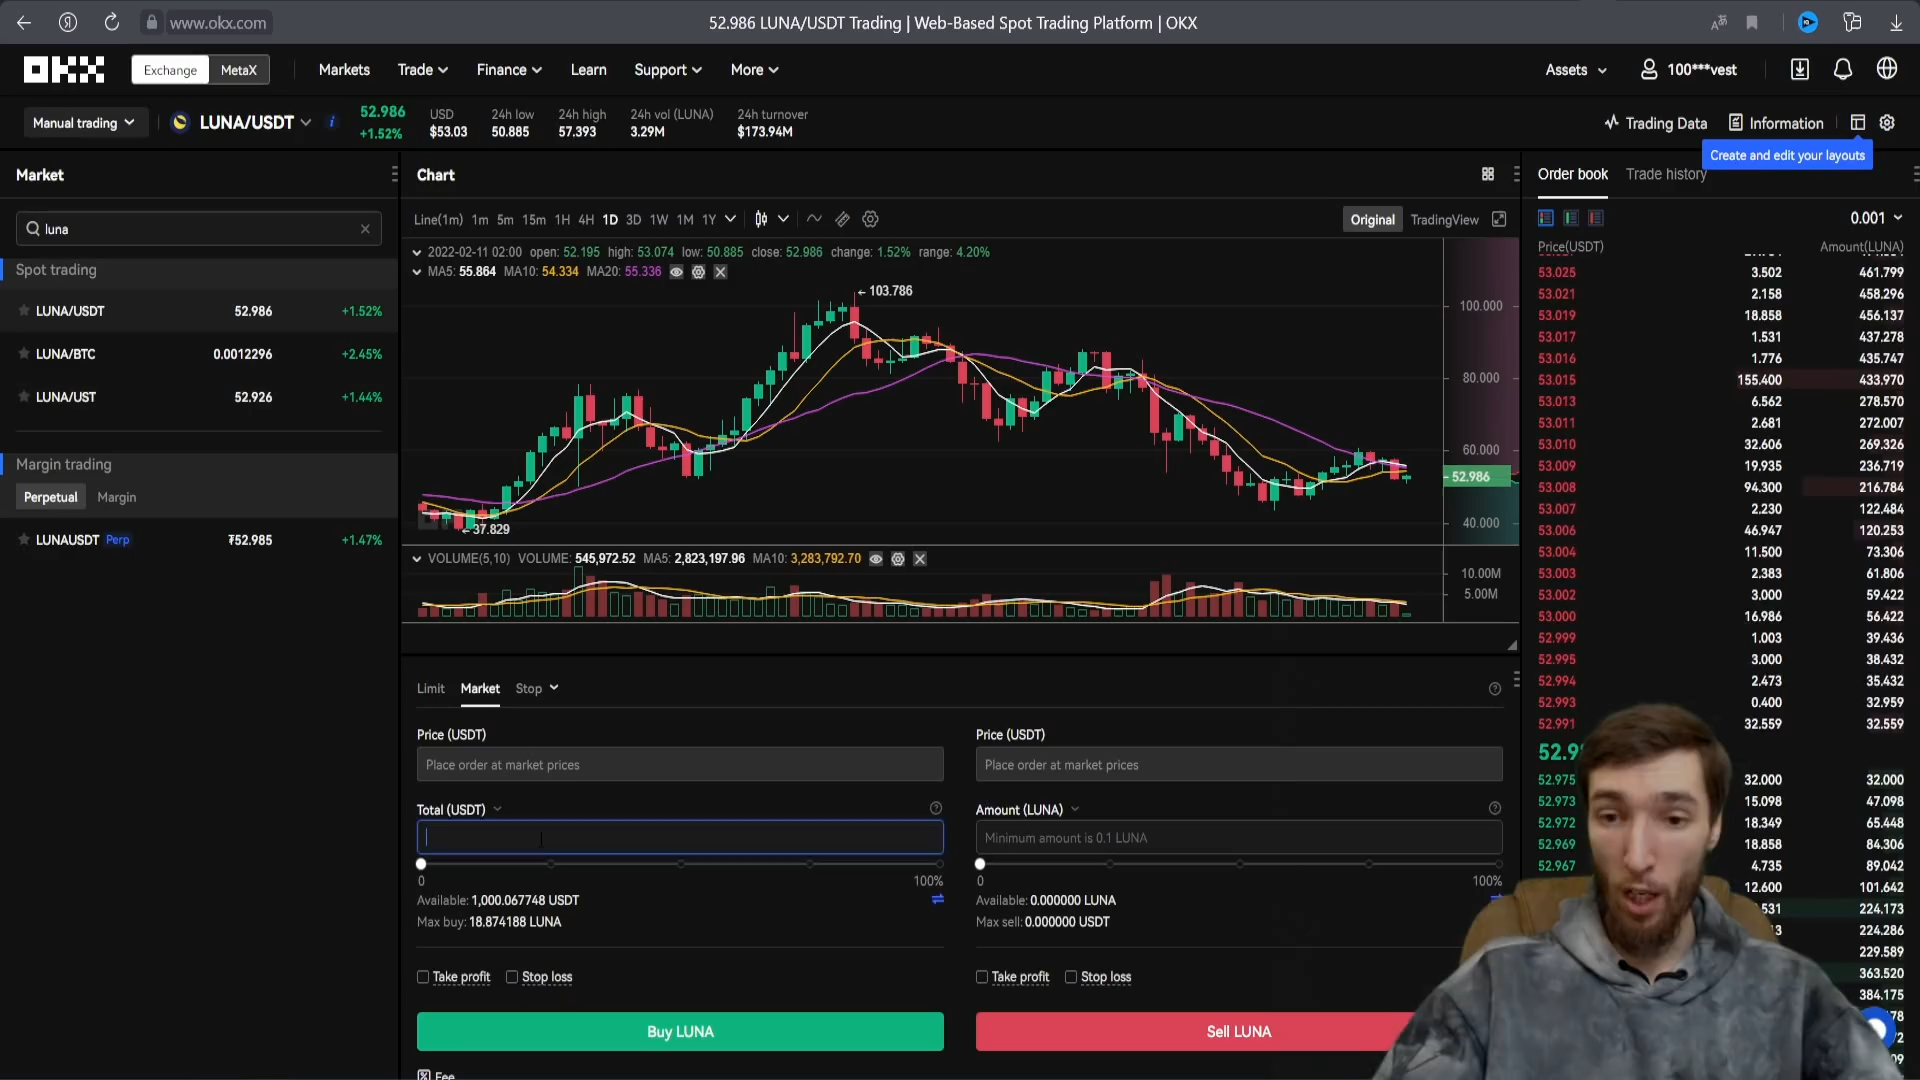 www.okx.com
52.986 LUNA/USDT Trading | Web-Based Spot Trading Platform | OKX
OKX
Exchange MetaX
Markets Trade Finance Learn Support More
Assets 100***vest
Manual trading
LUNA/USDT
52.986
+1.52%
USD
$53.03
24h low
50.885
24h high
57.393
24h vol (LUNA)
3.29M
24h turnover
$173.94M
Trading Data Information
Create and edit your layouts
Market
luna
Spot trading
LUNA/USDT 52.986 +1.52%
LUNA/BTC 0.0012296 +2.45%
LUNA/UST 52.926 +1.44%
Margin trading
Perpetual Margin
LUNAUSDT Perp ₮52.985 +1.47%
Chart
Line(1m) 1m 5m 15m 1H 4H 1D 3D 1W 1M 1Y
Original TradingView
2022-02-11 02:00 open: 52.195 high: 53.074 low: 50.885 close: 52.986 change: 1.52% range: 4.20%
MA5: 55.864 MA10: 54.334 MA20: 55.336
103.786
37.829
100.000
80.000
60.000
52.986
40.000
VOLUME(5,10) VOLUME: 545,972.52 MA5: 2,823,197.96 MA10: 3,283,792.70
10.00M
5.00M
Limit Market Stop
Price (USDT)
Place order at market prices
Total (USDT)
0 100%
Available: 1,000.067748 USDT
Max buy: 18.874188 LUNA
Take profit Stop loss
Buy LUNA
Fee
Price (USDT)
Place order at market prices
Amount (LUNA)
Minimum amount is 0.1 LUNA
0 100%
Available: 0.000000 LUNA
Max sell: 0.000000 USDT
Take profit Stop loss
Sell LUNA
Order book Trade history
0.001
Price(USDT) Amount(LUNA)
53.025 3.502 461.799
53.021 2.158 458.296
53.019 18.858 456.137
53.017 1.531 437.278
53.016 1.776 435.747
53.015 155.400 433.970
53.013 6.562 278.570
53.011 2.681 272.007
53.010 32.606 269.326
53.009 19.935 236.719
53.008 94.300 216.784
53.007 2.230 122.484
53.006 46.947 120.253
53.004 11.500 73.306
53.003 2.383 61.806
53.002 3.000 59.422
53.000 16.986 56.422
52.999 1.003 39.436
52.995 3.000 38.432
52.994 2.473 35.432
52.993 0.400 32.959
52.991 32.559 32.559
52.9
52.975 32.000 32.000
52.973 15.098 47.098
52.972 18.349 65.448
52.969 18.858 84.306
52.967 4.735 89.042
12.600 101.642
531 224.173
224.286
229.589
363.520
384.175